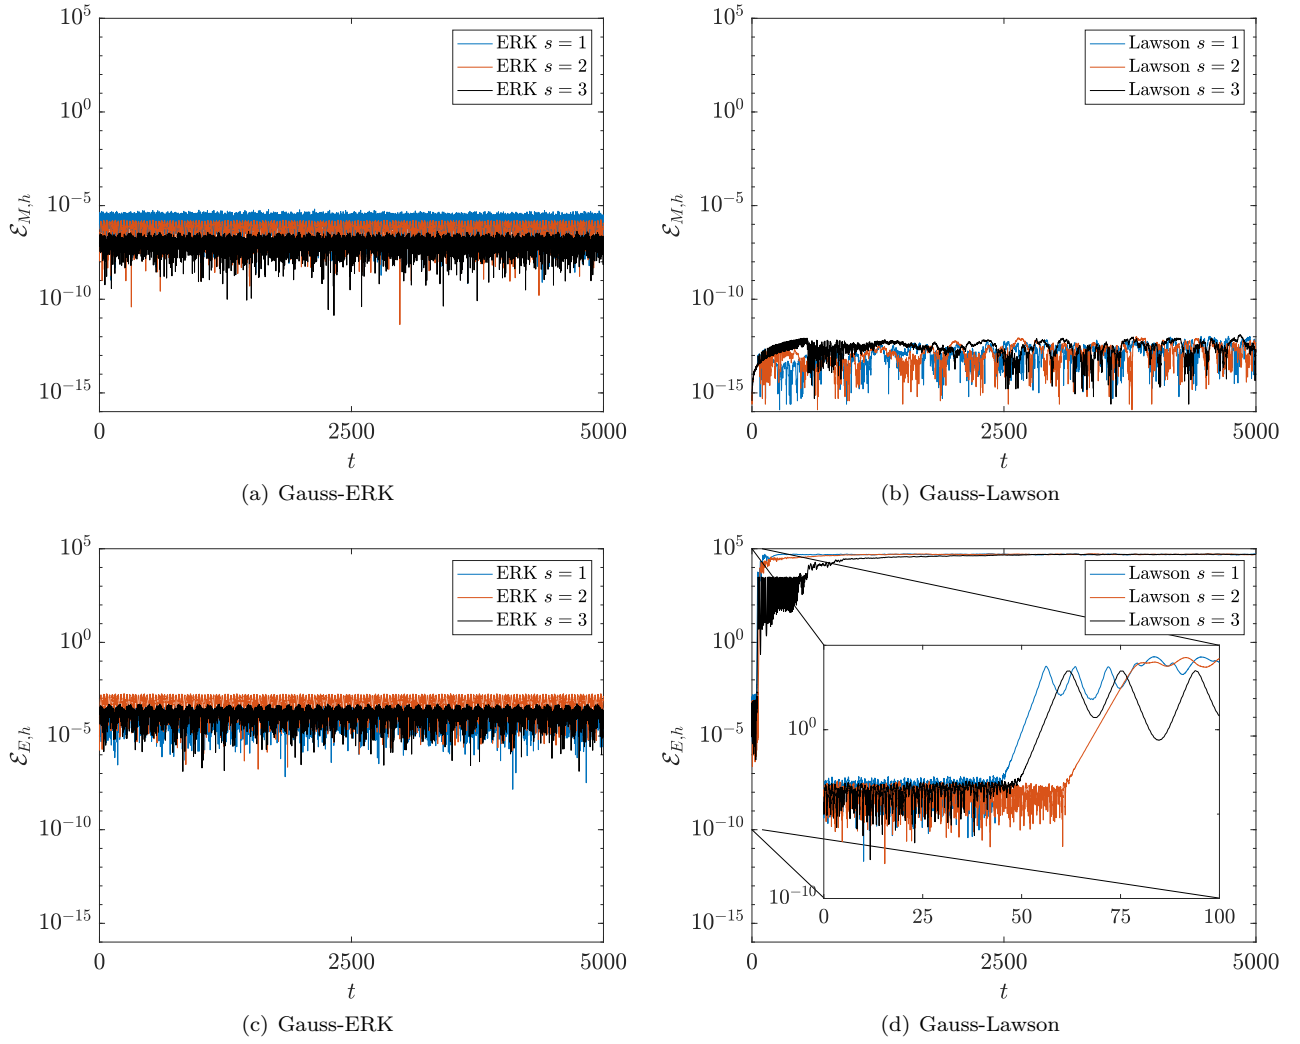 10^5
10^0
10^{-5}
10^{-10}
10^{-15}
\mathcal{E}_{M,h}
ERK s = 1
ERK s = 2
ERK s = 3
0 2500 5000
t
(a) Gauss-ERK
10^5
10^0
10^{-5}
10^{-10}
10^{-15}
\mathcal{E}_{M,h}
Lawson s = 1
Lawson s = 2
Lawson s = 3
0 2500 5000
t
(b) Gauss-Lawson
10^5
10^0
10^{-5}
10^{-10}
10^{-15}
\mathcal{E}_{E,h}
ERK s = 1
ERK s = 2
ERK s = 3
0 2500 5000
t
(c) Gauss-ERK
10^5
10^0
10^{-5}
10^{-10}
10^{-15}
\mathcal{E}_{E,h}
Lawson s = 1
Lawson s = 2
Lawson s = 3
10^0
10^{-10}
0 25 50 75 100
0 2500 5000
t
(d) Gauss-Lawson